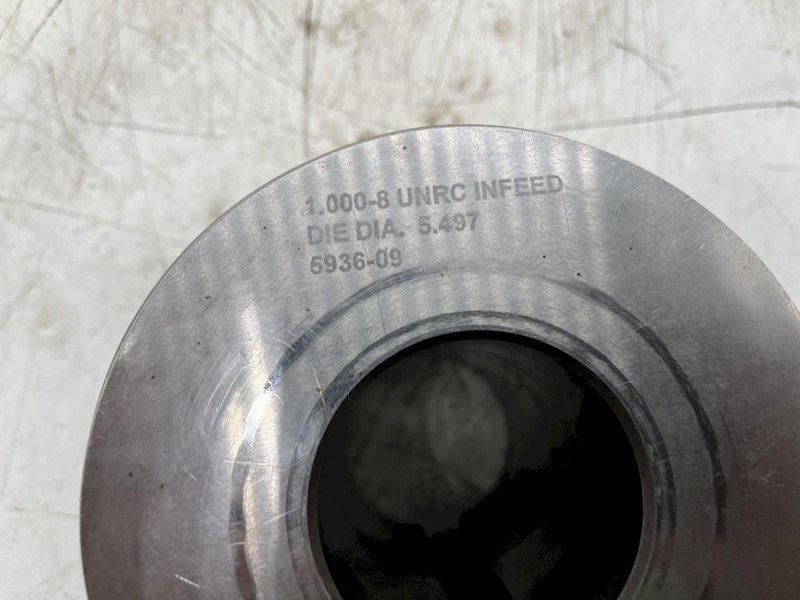 1.000-8 UNRC INFEED
DIE DIA. 5.497
5936-09